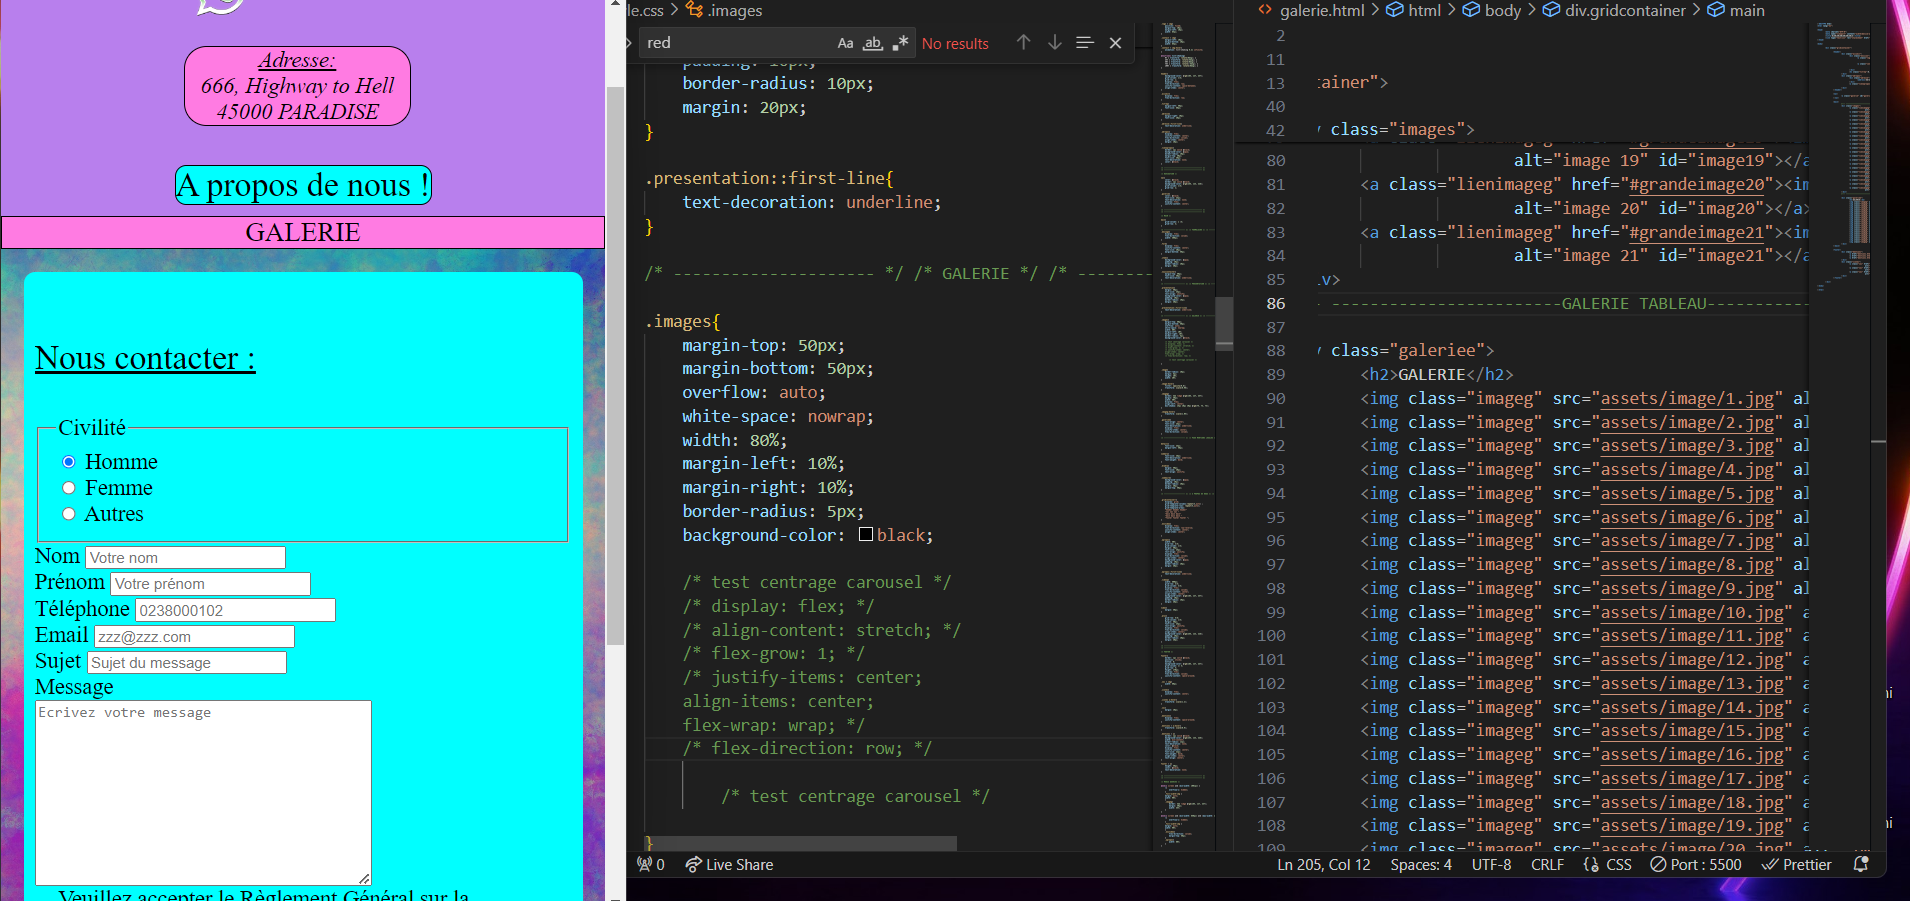 Adresse:
666, Highway to Hell
45000 PARADISE
A propos de nous !
GALERIE
Nous contacter :
Civilité
Homme
Femme
Autres
Nom Votre nom
Prénom Votre prénom
Téléphone 0238000102
Email zzz@zzz.com
Sujet Sujet du message
Message
Ecrivez votre message
Veuillez accepter le Règlement Général sur la
le.css > .images
red Aa ab .* No results
padding: 10px;
border-radius: 10px;
margin: 20px;
}
.presentation::first-line{
text-decoration: underline;
}
/* --------------------- */ /* GALERIE */ /* --------
.images{
margin-top: 50px;
margin-bottom: 50px;
overflow: auto;
white-space: nowrap;
width: 80%;
margin-left: 10%;
margin-right: 10%;
border-radius: 5px;
background-color: black;
/* test centrage carousel */
/* display: flex; */
/* align-content: stretch; */
/* flex-grow: 1; */
/* justify-items: center;
align-items: center;
flex-wrap: wrap; */
/* flex-direction: row; */
/* test centrage carousel */
}
galerie.html > html > body > div.gridcontainer > main
2
11
13 tainer">
40
42 class="images">
80 alt="image 19" id="image19"></a
81 <a class="lienimageg" href="#grandeimage20"><im
82 alt="image 20" id="imag20"></a>
83 <a class="lienimageg" href="#grandeimage21"><im
84 alt="image 21" id="image21"></a
85 iv>
86 ------------------------GALERIE TABLEAU-----------
87
88 class="galeriee">
89 <h2>GALERIE</h2>
90 <img class="imageg" src="assets/image/1.jpg" al
91 <img class="imageg" src="assets/image/2.jpg" al
92 <img class="imageg" src="assets/image/3.jpg" al
93 <img class="imageg" src="assets/image/4.jpg" al
94 <img class="imageg" src="assets/image/5.jpg" al
95 <img class="imageg" src="assets/image/6.jpg" al
96 <img class="imageg" src="assets/image/7.jpg" al
97 <img class="imageg" src="assets/image/8.jpg" al
98 <img class="imageg" src="assets/image/9.jpg" al
99 <img class="imageg" src="assets/image/10.jpg" a
100 <img class="imageg" src="assets/image/11.jpg" a
101 <img class="imageg" src="assets/image/12.jpg" a
102 <img class="imageg" src="assets/image/13.jpg" a
103 <img class="imageg" src="assets/image/14.jpg" a
104 <img class="imageg" src="assets/image/15.jpg" a
105 <img class="imageg" src="assets/image/16.jpg" a
106 <img class="imageg" src="assets/image/17.jpg" a
107 <img class="imageg" src="assets/image/18.jpg" a
108 <img class="imageg" src="assets/image/19.jpg" a
109 <img class="imageg" src="assets/image/20.jpg" a
0 Live Share Ln 205, Col 12 Spaces: 4 UTF-8 CRLF CSS Port : 5500 Prettier